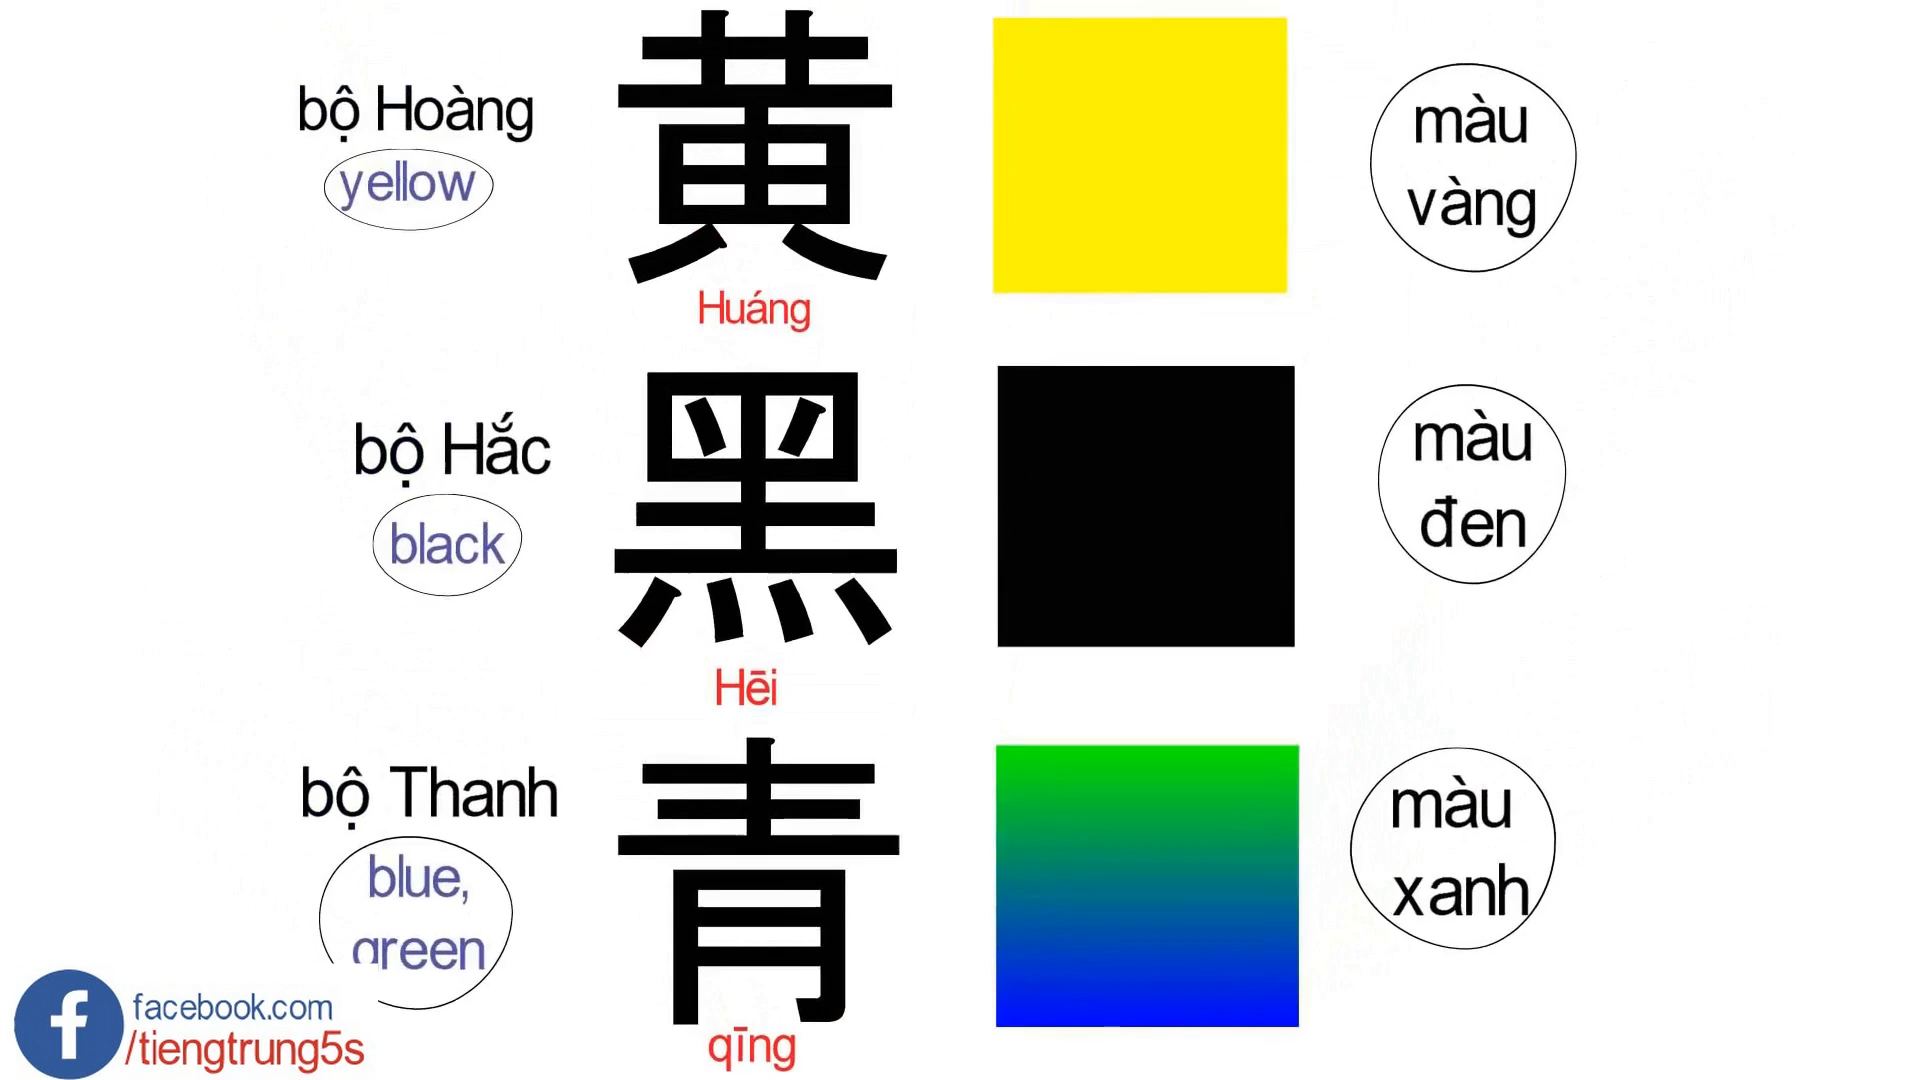 bộ Hoàng
yellow
黄
Huáng
màu
vàng
bộ Hắc
black
黑
Hēi
màu
đen
bộ Thanh
blue,
green
青
qīng
màu
xanh
f
facebook.com
/tiengtrung5s